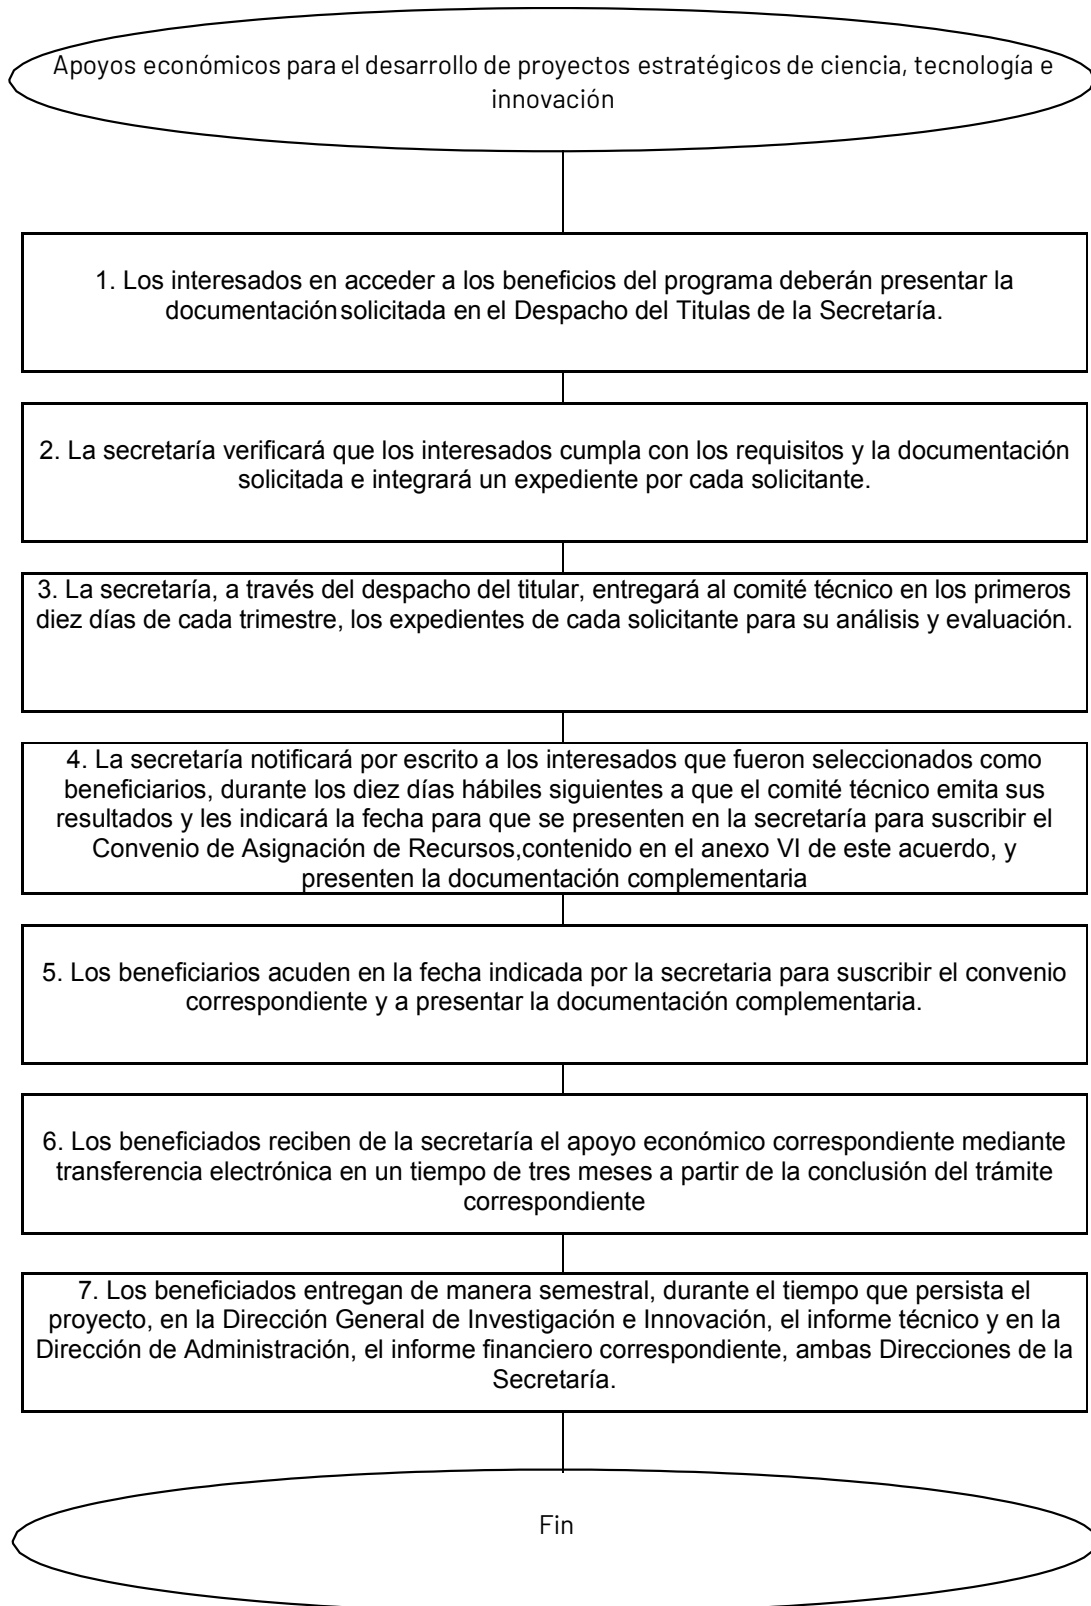 Apoyos económicos para el desarrollo de proyectos estratégicos de ciencia, tecnología e
innovación
1. Los interesados en acceder a los beneficios del programa deberán presentar la
documentación solicitada en el Despacho del Titulas de la Secretaría.
2. La secretaría verificará que los interesados cumpla con los requisitos y la documentación
solicitada e integrará un expediente por cada solicitante.
3. La secretaría, a través del despacho del titular, entregará al comité técnico en los primeros
diez días de cada trimestre, los expedientes de cada solicitante para su análisis y evaluación.
4. La secretaría notificará por escrito a los interesados que fueron seleccionados como
beneficiarios, durante los diez días hábiles siguientes a que el comité técnico emita sus
resultados y les indicará la fecha para que se presenten en la secretaría para suscribir el
Convenio de Asignación de Recursos,contenido en el anexo VI de este acuerdo, y
presenten la documentación complementaria
5. Los beneficiarios acuden en la fecha indicada por la secretaria para suscribir el convenio
correspondiente y a presentar la documentación complementaria.
6. Los beneficiados reciben de la secretaría el apoyo económico correspondiente mediante
transferencia electrónica en un tiempo de tres meses a partir de la conclusión del trámite
correspondiente
7. Los beneficiados entregan de manera semestral, durante el tiempo que persista el
proyecto, en la Dirección General de Investigación e Innovación, el informe técnico y en la
Dirección de Administración, el informe financiero correspondiente, ambas Direcciones de la
Secretaría.
Fin